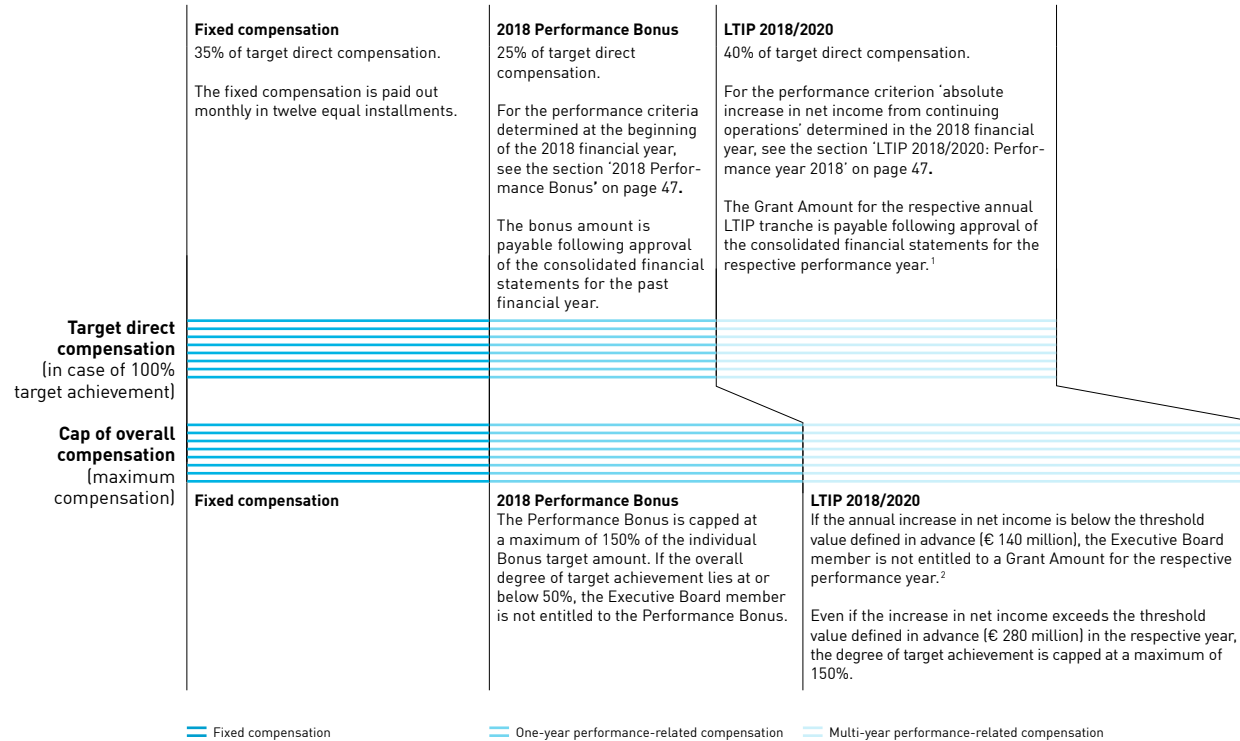 Fixed compensation
35% of target direct compensation.
The fixed compensation is paid out
monthly in twelve equal installments.
2018 Performance Bonus
25% of target direct
compensation.
For the performance criteria
determined at the beginning
of the 2018 financial year,
see the section ‘2018 Perfor-
mance Bonus’ on page 47.
The bonus amount is
payable following approval
of the consolidated financial
statements for the past
financial year.
LTIP 2018/2020
40% of target direct compensation.
For the performance criterion ‘absolute
increase in net income from continuing
operations’ determined in the 2018 financial
year, see the section ‘LTIP 2018/2020: Perfor-
mance year 2018’ on page 47.
The Grant Amount for the respective annual
LTIP tranche is payable following approval of
the consolidated financial statements for the
respective performance year.¹
Target direct
compensation
(in case of 100%
target achievement)
Cap of overall
compensation
(maximum
compensation)
Fixed compensation
2018 Performance Bonus
The Performance Bonus is capped at
a maximum of 150% of the individual
Bonus target amount. If the overall
degree of target achievement lies at or
below 50%, the Executive Board member
is not entitled to the Performance Bonus.
LTIP 2018/2020
If the annual increase in net income is below the threshold
value defined in advance (€ 140 million), the Executive Board
member is not entitled to a Grant Amount for the respective
performance year.²
Even if the increase in net income exceeds the threshold
value defined in advance (€ 280 million) in the respective year,
the degree of target achievement is capped at a maximum of
150%.
Fixed compensation
One-year performance-related compensation
Multi-year performance-related compensation